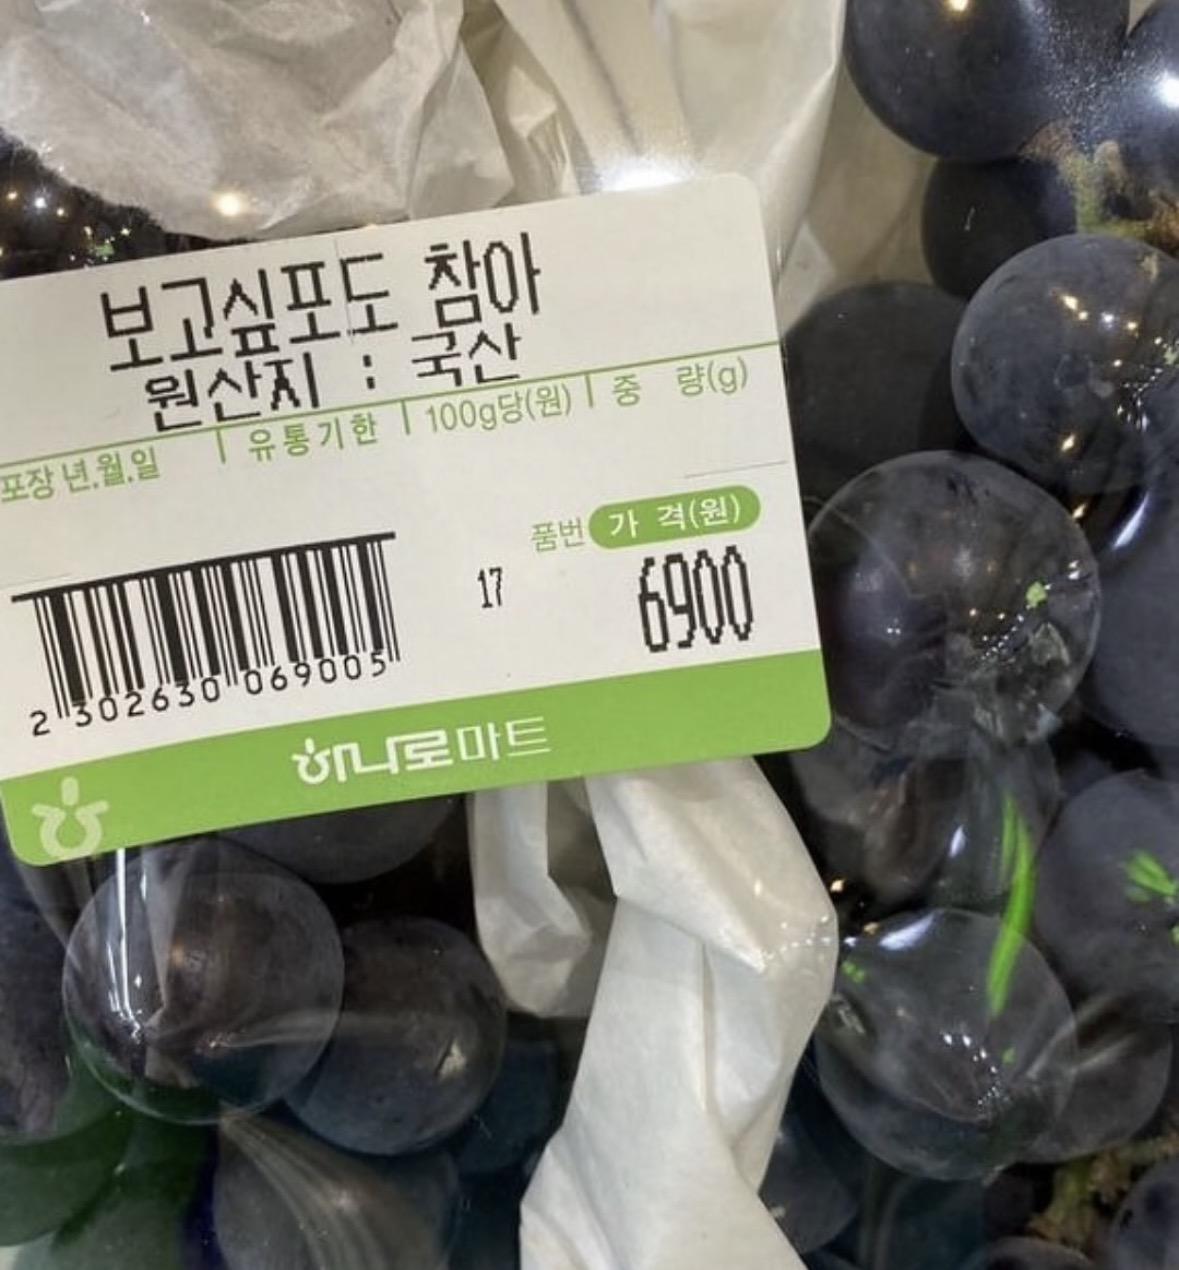 보고싶포도 참아
원산지 : 국산
포장 년.월.일 유통기한 100g당(원) 중 량(g)
품번 가 격(원)
17 6900
2 302630 069005
하나로마트